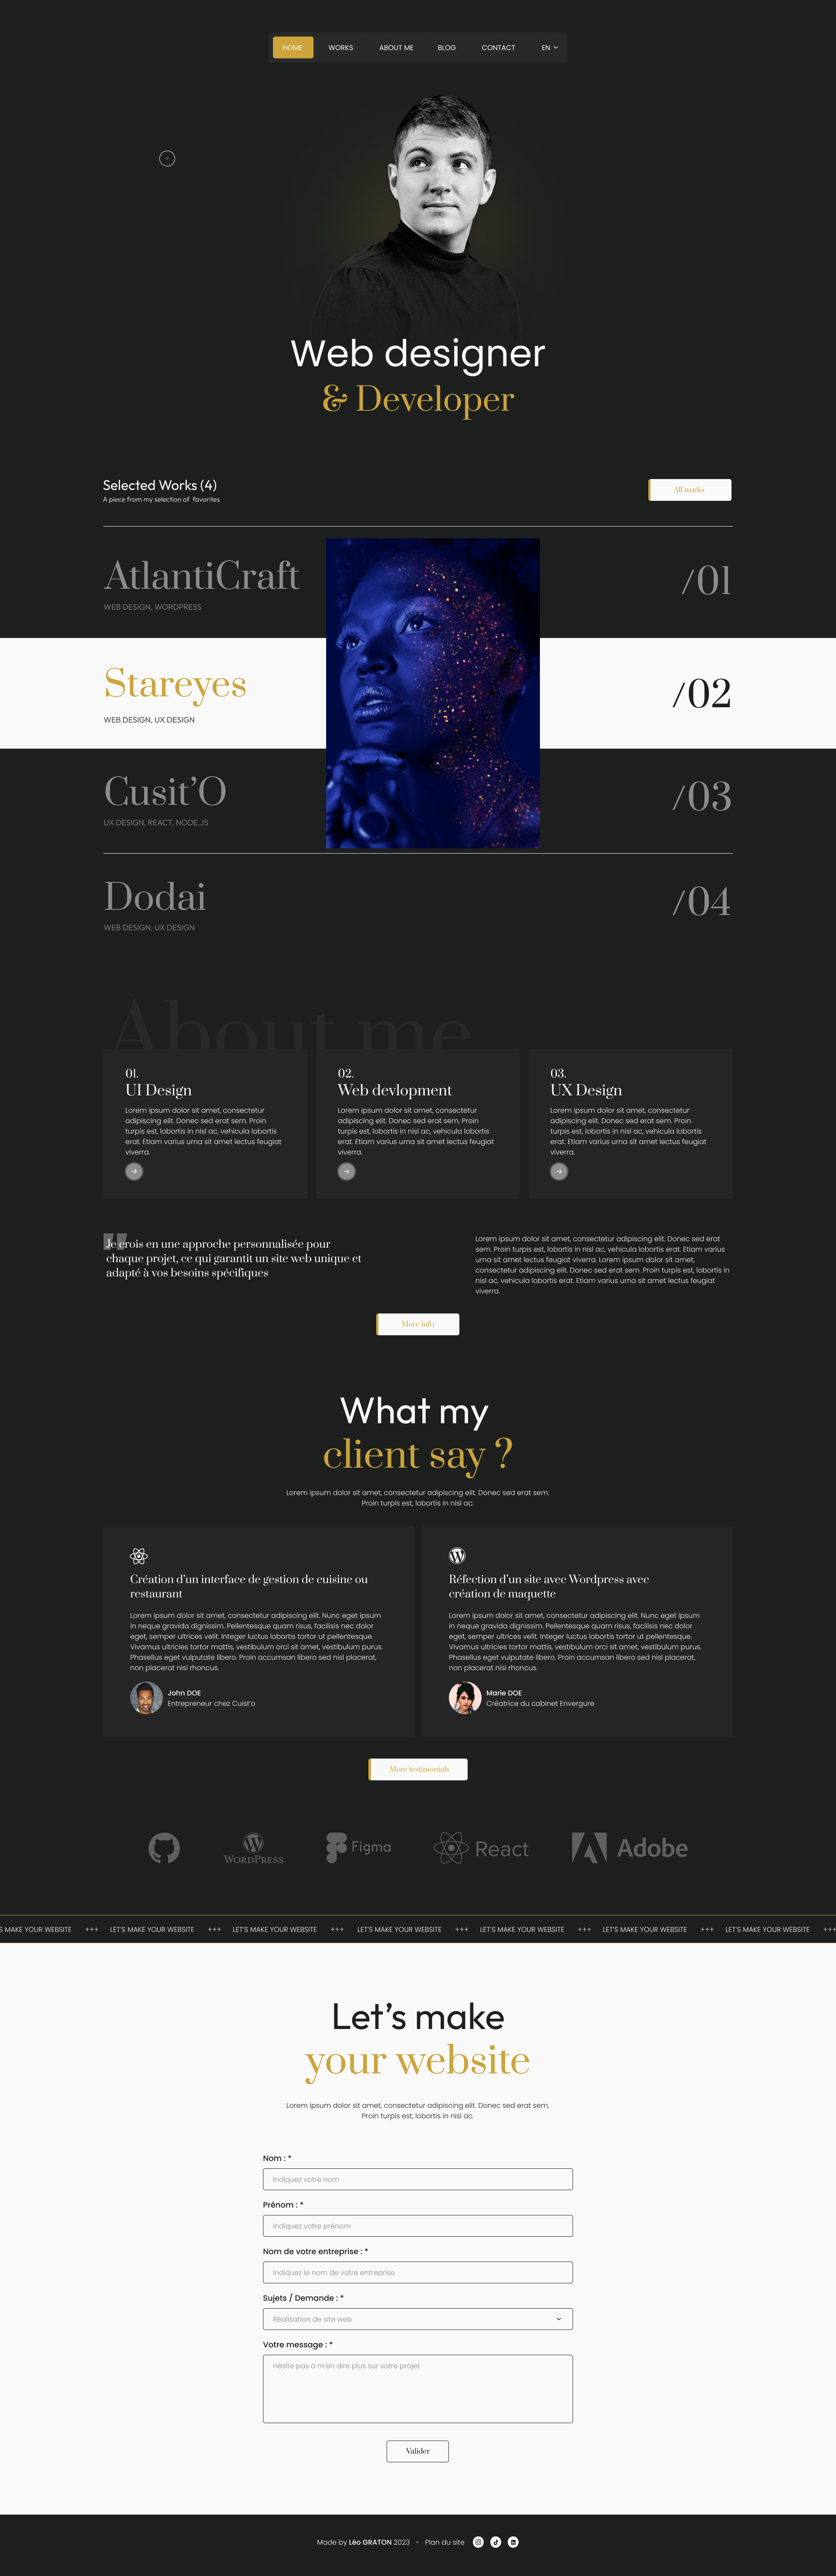 HOME WORKS ABOUT ME BLOG CONTACT EN
Web designer
& Developer
Selected Works (4)
A piece from my selection of favorites
All works
AtlantiCraft
WEB DESIGN, WORDPRESS
/01
Stareyes
WEB DESIGN, UX DESIGN
/02
Cusit’O
UX DESIGN, REACT, NODE.JS
/03
Dodai
WEB DESIGN, UX DESIGN
/04
About me
01.
UI Design
Lorem ipsum dolor sit amet, consectetur
adipiscing elit. Donec sed erat sem. Proin
turpis est, lobortis in nisl ac, vehicula lobortis
erat. Etiam varius urna sit amet lectus feugiat
viverra.
02.
Web devlopment
Lorem ipsum dolor sit amet, consectetur
adipiscing elit. Donec sed erat sem. Proin
turpis est, lobortis in nisl ac, vehicula lobortis
erat. Etiam varius urna sit amet lectus feugiat
viverra.
03.
UX Design
Lorem ipsum dolor sit amet, consectetur
adipiscing elit. Donec sed erat sem. Proin
turpis est, lobortis in nisl ac, vehicula lobortis
erat. Etiam varius urna sit amet lectus feugiat
viverra.
"
Je crois en une approche personnalisée pour
chaque projet, ce qui garantit un site web unique et
adapté à vos besoins spécifiques
Lorem ipsum dolor sit amet, consectetur adipiscing elit. Donec sed erat
sem. Proin turpis est, lobortis in nisl ac, vehicula lobortis erat. Etiam varius
urna sit amet lectus feugiat viverra. Lorem ipsum dolor sit amet,
consectetur adipiscing elit. Donec sed erat sem. Proin turpis est, lobortis in
nisl ac, vehicula lobortis erat. Etiam varius urna sit amet lectus feugiat
viverra.
More info
What my
client say ?
Lorem ipsum dolor sit amet, consectetur adipiscing elit. Donec sed erat sem.
Proin turpis est, lobortis in nisl ac.
Création d’un interface de gestion de cuisine ou
restaurant
Lorem ipsum dolor sit amet, consectetur adipiscing elit. Nunc eget ipsum
in neque gravida dignissim. Pellentesque quam risus, facilisis nec dolor
eget, semper ultrices velit. Integer luctus lobortis tortor ut pellentesque.
Vivamus ultricies tortor mattis, vestibulum orci sit amet, vestibulum purus.
Phasellus eget vulputate libero. Proin accumsan libero sed nisl placerat,
non placerat nisi rhoncus.
John DOE
Entrepreneur chez Cuist’o
Réfection d’un site avec Wordpress avec
création de maquette
Lorem ipsum dolor sit amet, consectetur adipiscing elit. Nunc eget ipsum
in neque gravida dignissim. Pellentesque quam risus, facilisis nec dolor
eget, semper ultrices velit. Integer luctus lobortis tortor ut pellentesque.
Vivamus ultricies tortor mattis, vestibulum orci sit amet, vestibulum purus.
Phasellus eget vulputate libero. Proin accumsan libero sed nisl placerat,
non placerat nisi rhoncus.
Marie DOE
Créatrice du cabinet Envergure
More testimonials
WORDPRESS Figma React Adobe
S MAKE YOUR WEBSITE +++ LET’S MAKE YOUR WEBSITE +++ LET’S MAKE YOUR WEBSITE +++ LET’S MAKE YOUR WEBSITE +++ LET’S MAKE YOUR WEBSITE +++ LET’S MAKE YOUR WEBSITE +++ LET’S MAKE YOUR WEBSITE +++
Let’s make
your website
Lorem ipsum dolor sit amet, consectetur adipiscing elit. Donec sed erat sem.
Proin turpis est, lobortis in nisl ac.
Nom : *
Indiquez votre nom
Prénom : *
Indiquez votre prénom
Nom de votre entreprise : *
Indiquez le nom de votre entreprise
Sujets / Demande : *
Réalisation de site web
Votre message : *
Hésite pas a m’en dire plus sur votre projet
Valider
Made by Léo GRATON 2023 - Plan du site